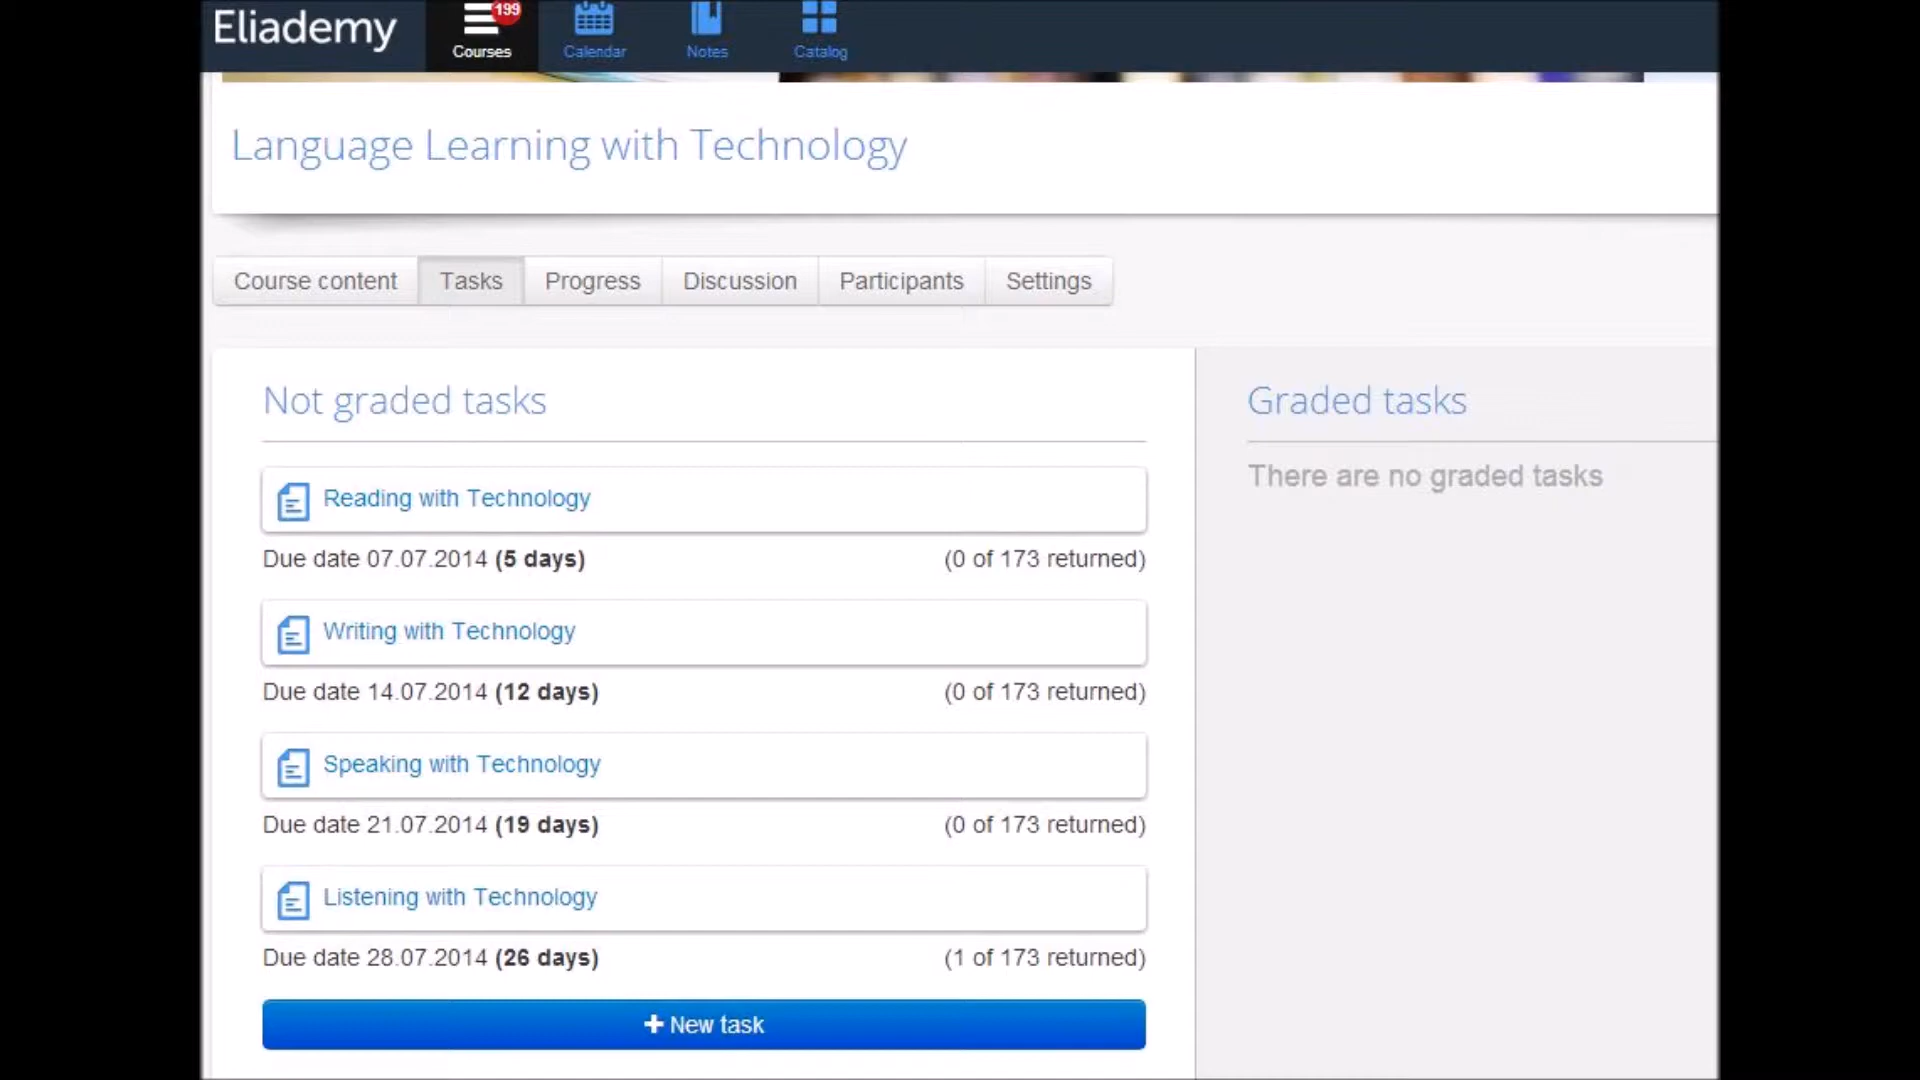 Eliademy
199
Courses
Calendar
Notes
Catalog
Language Learning with Technology
Course content
Tasks
Progress
Discussion
Participants
Settings
Not graded tasks
Reading with Technology
Due date 07.07.2014 (5 days)
(0 of 173 returned)
Writing with Technology
Due date 14.07.2014 (12 days)
(0 of 173 returned)
Speaking with Technology
Due date 21.07.2014 (19 days)
(0 of 173 returned)
Listening with Technology
Due date 28.07.2014 (26 days)
(1 of 173 returned)
+ New task
Graded tasks
There are no graded tasks